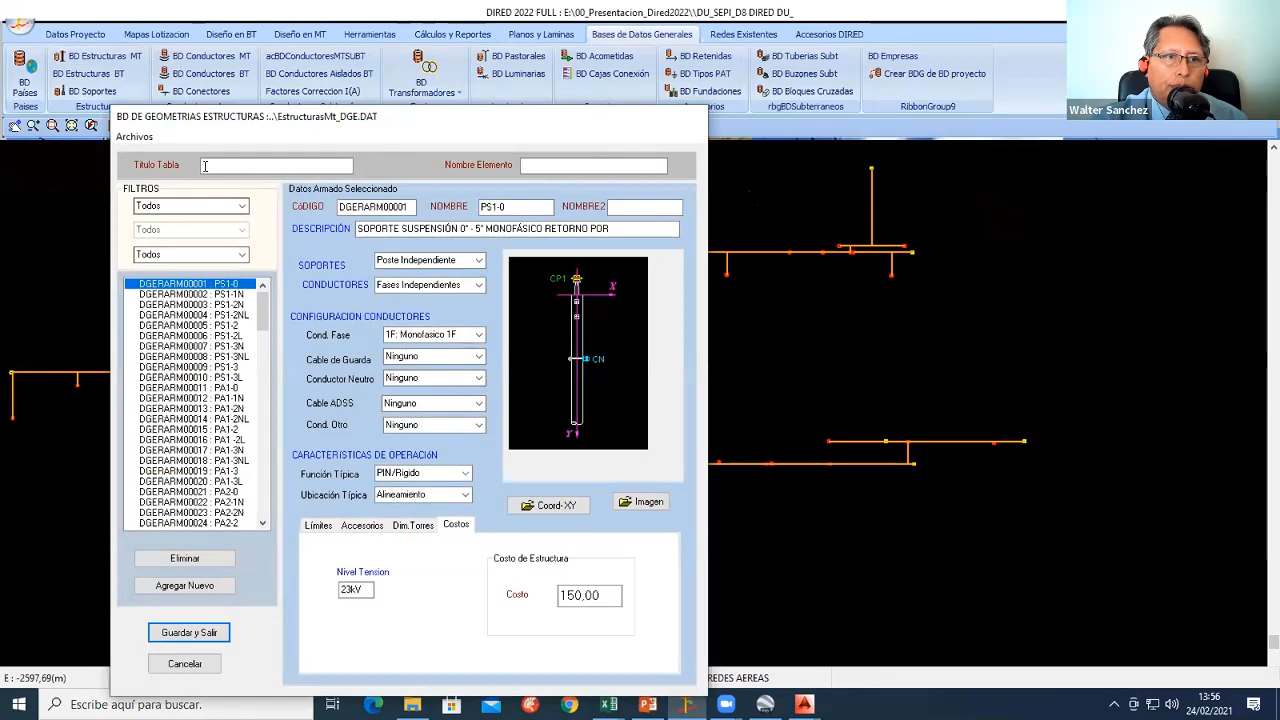 DIRED 2022 FULL : E:\00_Presentacion_Dired2022\\DU_SEPI_D8 DIRED DU_
Datos Proyecto
Mapas Lotizacion
Diseño en BT
Diseño en MT
Herramientas
Cálculos y Reportes
Planos y Laminas
Bases de Datos Generales
Redes Existentes
Accesorios DIRED
BD Países
Paises
BD Estructuras MT
BD Estructuras BT
BD Soportes
BD Conductores MT
BD Conductores BT
BD Conectores
acBDConductoresMTSUBT
BD Conductores Aislados BT
Factores Correccion I(A)
BD Transformadores
BD Pastorales
BD Luminarias
BD Acometidas
BD Cajas Conexión
BD Retenidas
BD Tipos PAT
BD Fundaciones
BD Tuberias Subt
BD Buzones Subt
BD Bloques Cruzadas
rbgBDSubterraneos
BD Empresas
Crear BDG de BD proyecto
RibbonGroup9
Walter Sanchez
BD DE GEOMETRIAS ESTRUCTURAS :..\EstructurasMt_DGE.DAT
Archivos
Titulo Tabla
Nombre Elemento
FILTROS
Todos
Todos
Todos
DGERARM00001 : PS1-0
DGERARM00002 : PS1-1N
DGERARM00003 : PS1-2N
DGERARM00004 : PS1-2NL
DGERARM00005 : PS1-2
DGERARM00006 : PS1-2L
DGERARM00007 : PS1-3N
DGERARM00008 : PS1-3NL
DGERARM00009 : PS1-3
DGERARM00010 : PS1-3L
DGERARM00011 : PA1-0
DGERARM00012 : PA1-1N
DGERARM00013 : PA1-2N
DGERARM00014 : PA1-2NL
DGERARM00015 : PA1-2
DGERARM00016 : PA1 -2L
DGERARM00017 : PA1-3N
DGERARM00018 : PA1-3NL
DGERARM00019 : PA1-3
DGERARM00020 : PA1-3L
DGERARM00021 : PA2-0
DGERARM00022 : PA2-1N
DGERARM00023 : PA2-2N
DGERARM00024 : PA2-2
Eliminar
Agregar Nuevo
Guardar y Salir
Cancelar
Datos Armado Seleccionado
CóDIGO
DGERARM00001
NOMBRE
PS1-0
NOMBRE2
DESCRIPCIÓN
SOPORTE SUSPENSIÓN 0° - 5° MONOFÁSICO RETORNO POR
SOPORTES
Poste Independiente
CONDUCTORES
Fases Independientes
CONFIGURACION CONDUCTORES
Cond. Fase
1F: Monofasico 1F
Cable de Guarda
Ninguno
Conductor Neutro
Ninguno
Cable ADSS
Ninguno
Cond. Otro
Ninguno
CARACTERíSTICAS DE OPERACIóN
Función Típica
PIN/Rigido
Ubicación Típica
Alineamiento
CP1
X
CN
Y
Coord-XY
Imagen
Límites
Accesorios
Dim.Torres
Costos
Nivel Tension
23kV
Costo de Estructura
Costo
150,00
E : -2597,69(m)
REDES AEREAS
Escribe aquí para buscar.
13:56
24/02/2021